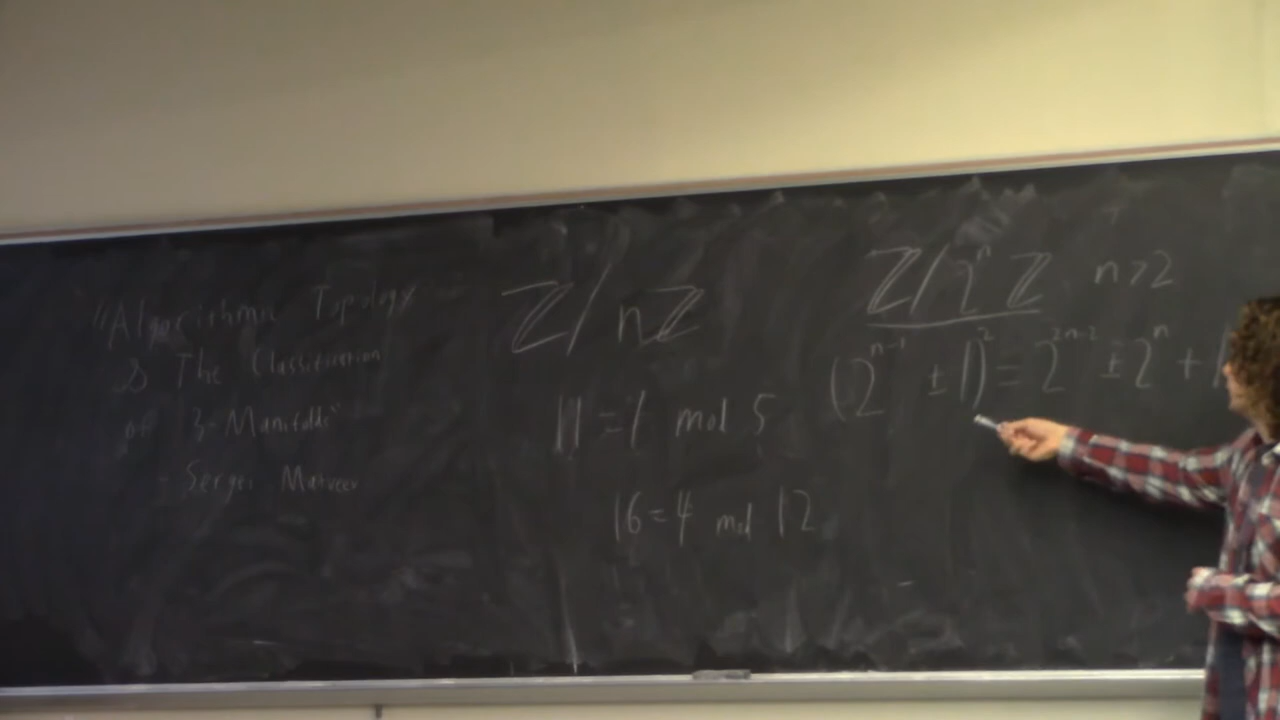 "Algorithmic Topology
& The Classification
of 3-Manifolds"
- Sergei Matveev
ℤ/nℤ
11 = 1 mod 5
16 = 4 mod 12
ℤ/2ⁿℤ n>2
(2ⁿ⁻¹ ±1)² = 2²ⁿ⁻² ± 2ⁿ + 1